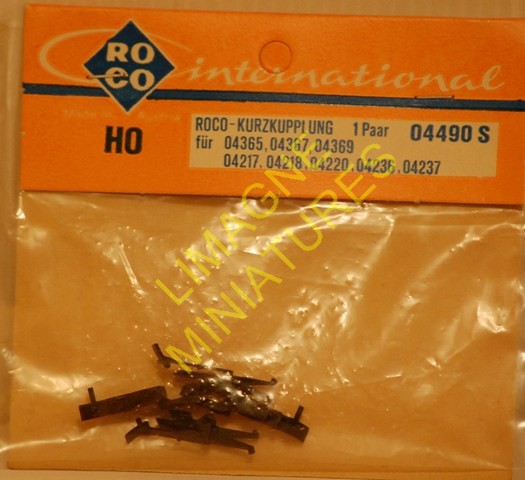 RO
CO
international
Made in Austria
HO
ROCO-KURZKUPPLUNG 1 Paar 04490 S
für 04365, 04367, 04369
04217, 04218, 04220, 04236, 04237
LIMAGNE
MINIATURES